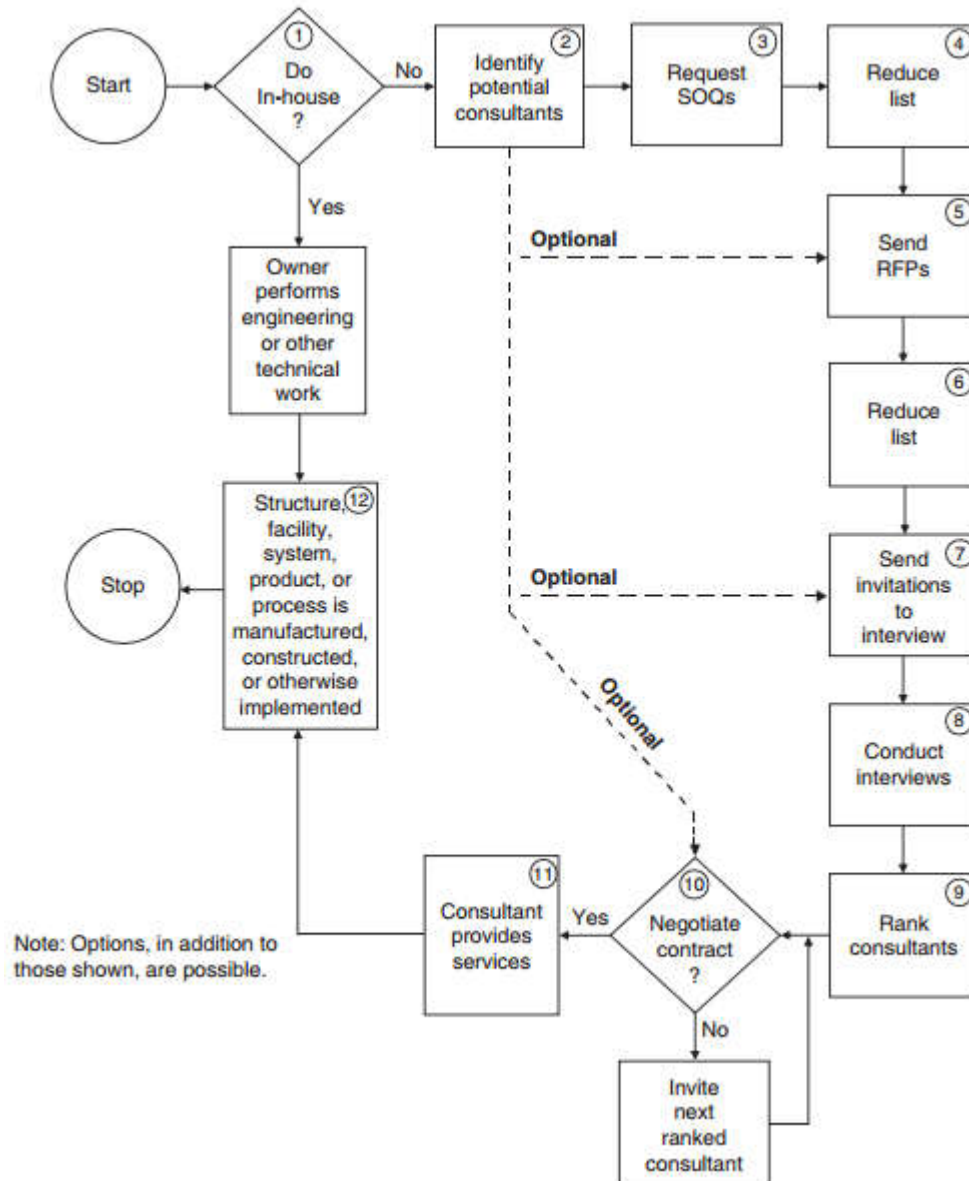 Start
1
Do
In-house
?
No
Yes
2
Identify
potential
consultants
3
Request
SOQs
4
Reduce
list
5
Send
RFPs
Optional
Owner
performs
engineering
or other
technical
work
6
Reduce
list
12
Structure,
facility,
system,
product, or
process is
manufactured,
constructed,
or otherwise
implemented
Stop
Optional
7
Send
invitations
to
interview
Optional
8
Conduct
interviews
9
Rank
consultants
10
Negotiate
contract
?
Yes
No
11
Consultant
provides
services
Note: Options, in addition to
those shown, are possible.
Invite
next
ranked
consultant